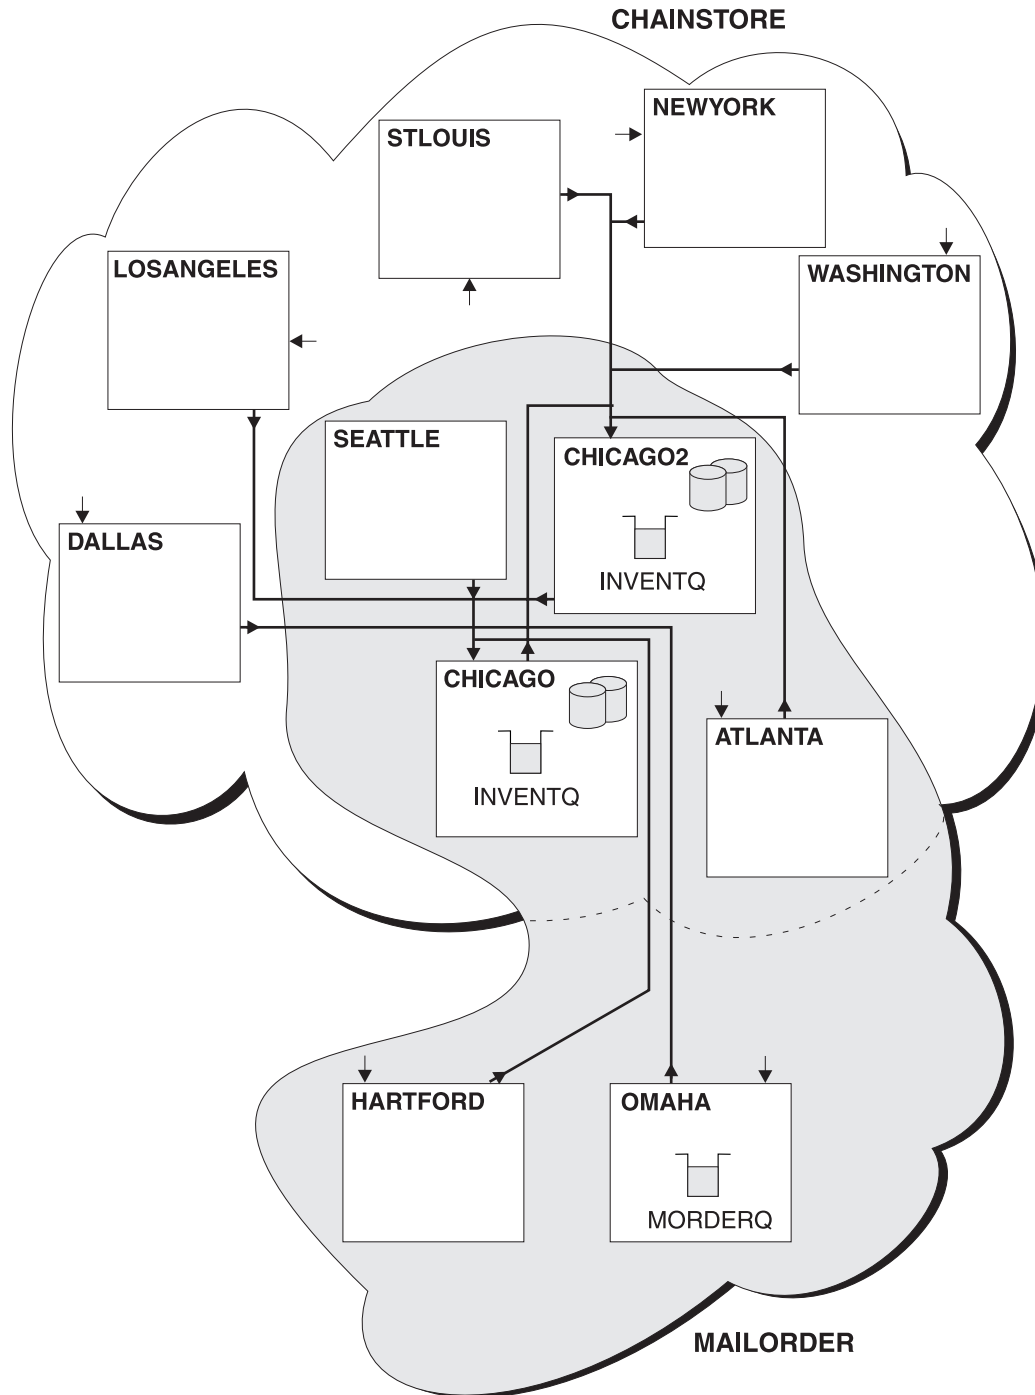 CHAINSTORE
NEWYORK
STLOUIS
LOSANGELES
WASHINGTON
SEATTLE
CHICAGO2
INVENTQ
DALLAS
CHICAGO
INVENTQ
ATLANTA
HARTFORD
OMAHA
MORDERQ
MAILORDER